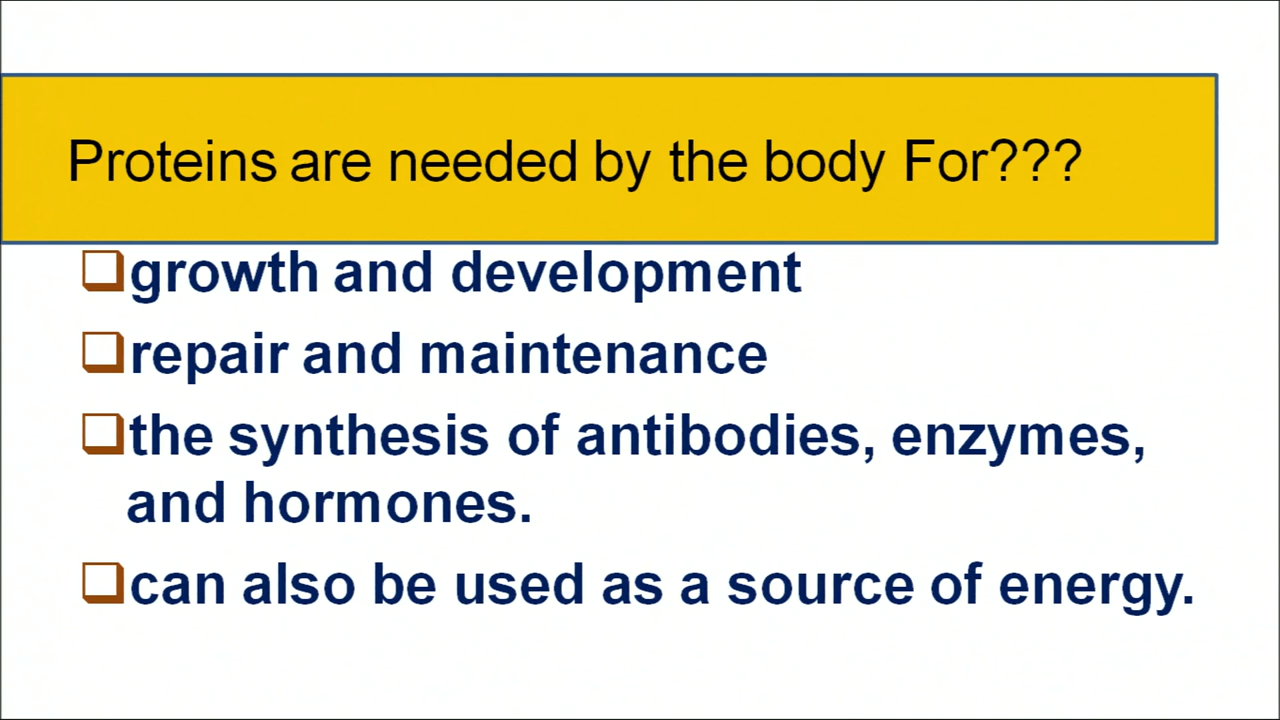 Proteins are needed by the body For???
growth and development
repair and maintenance
the synthesis of antibodies, enzymes,
and hormones.
can also be used as a source of energy.